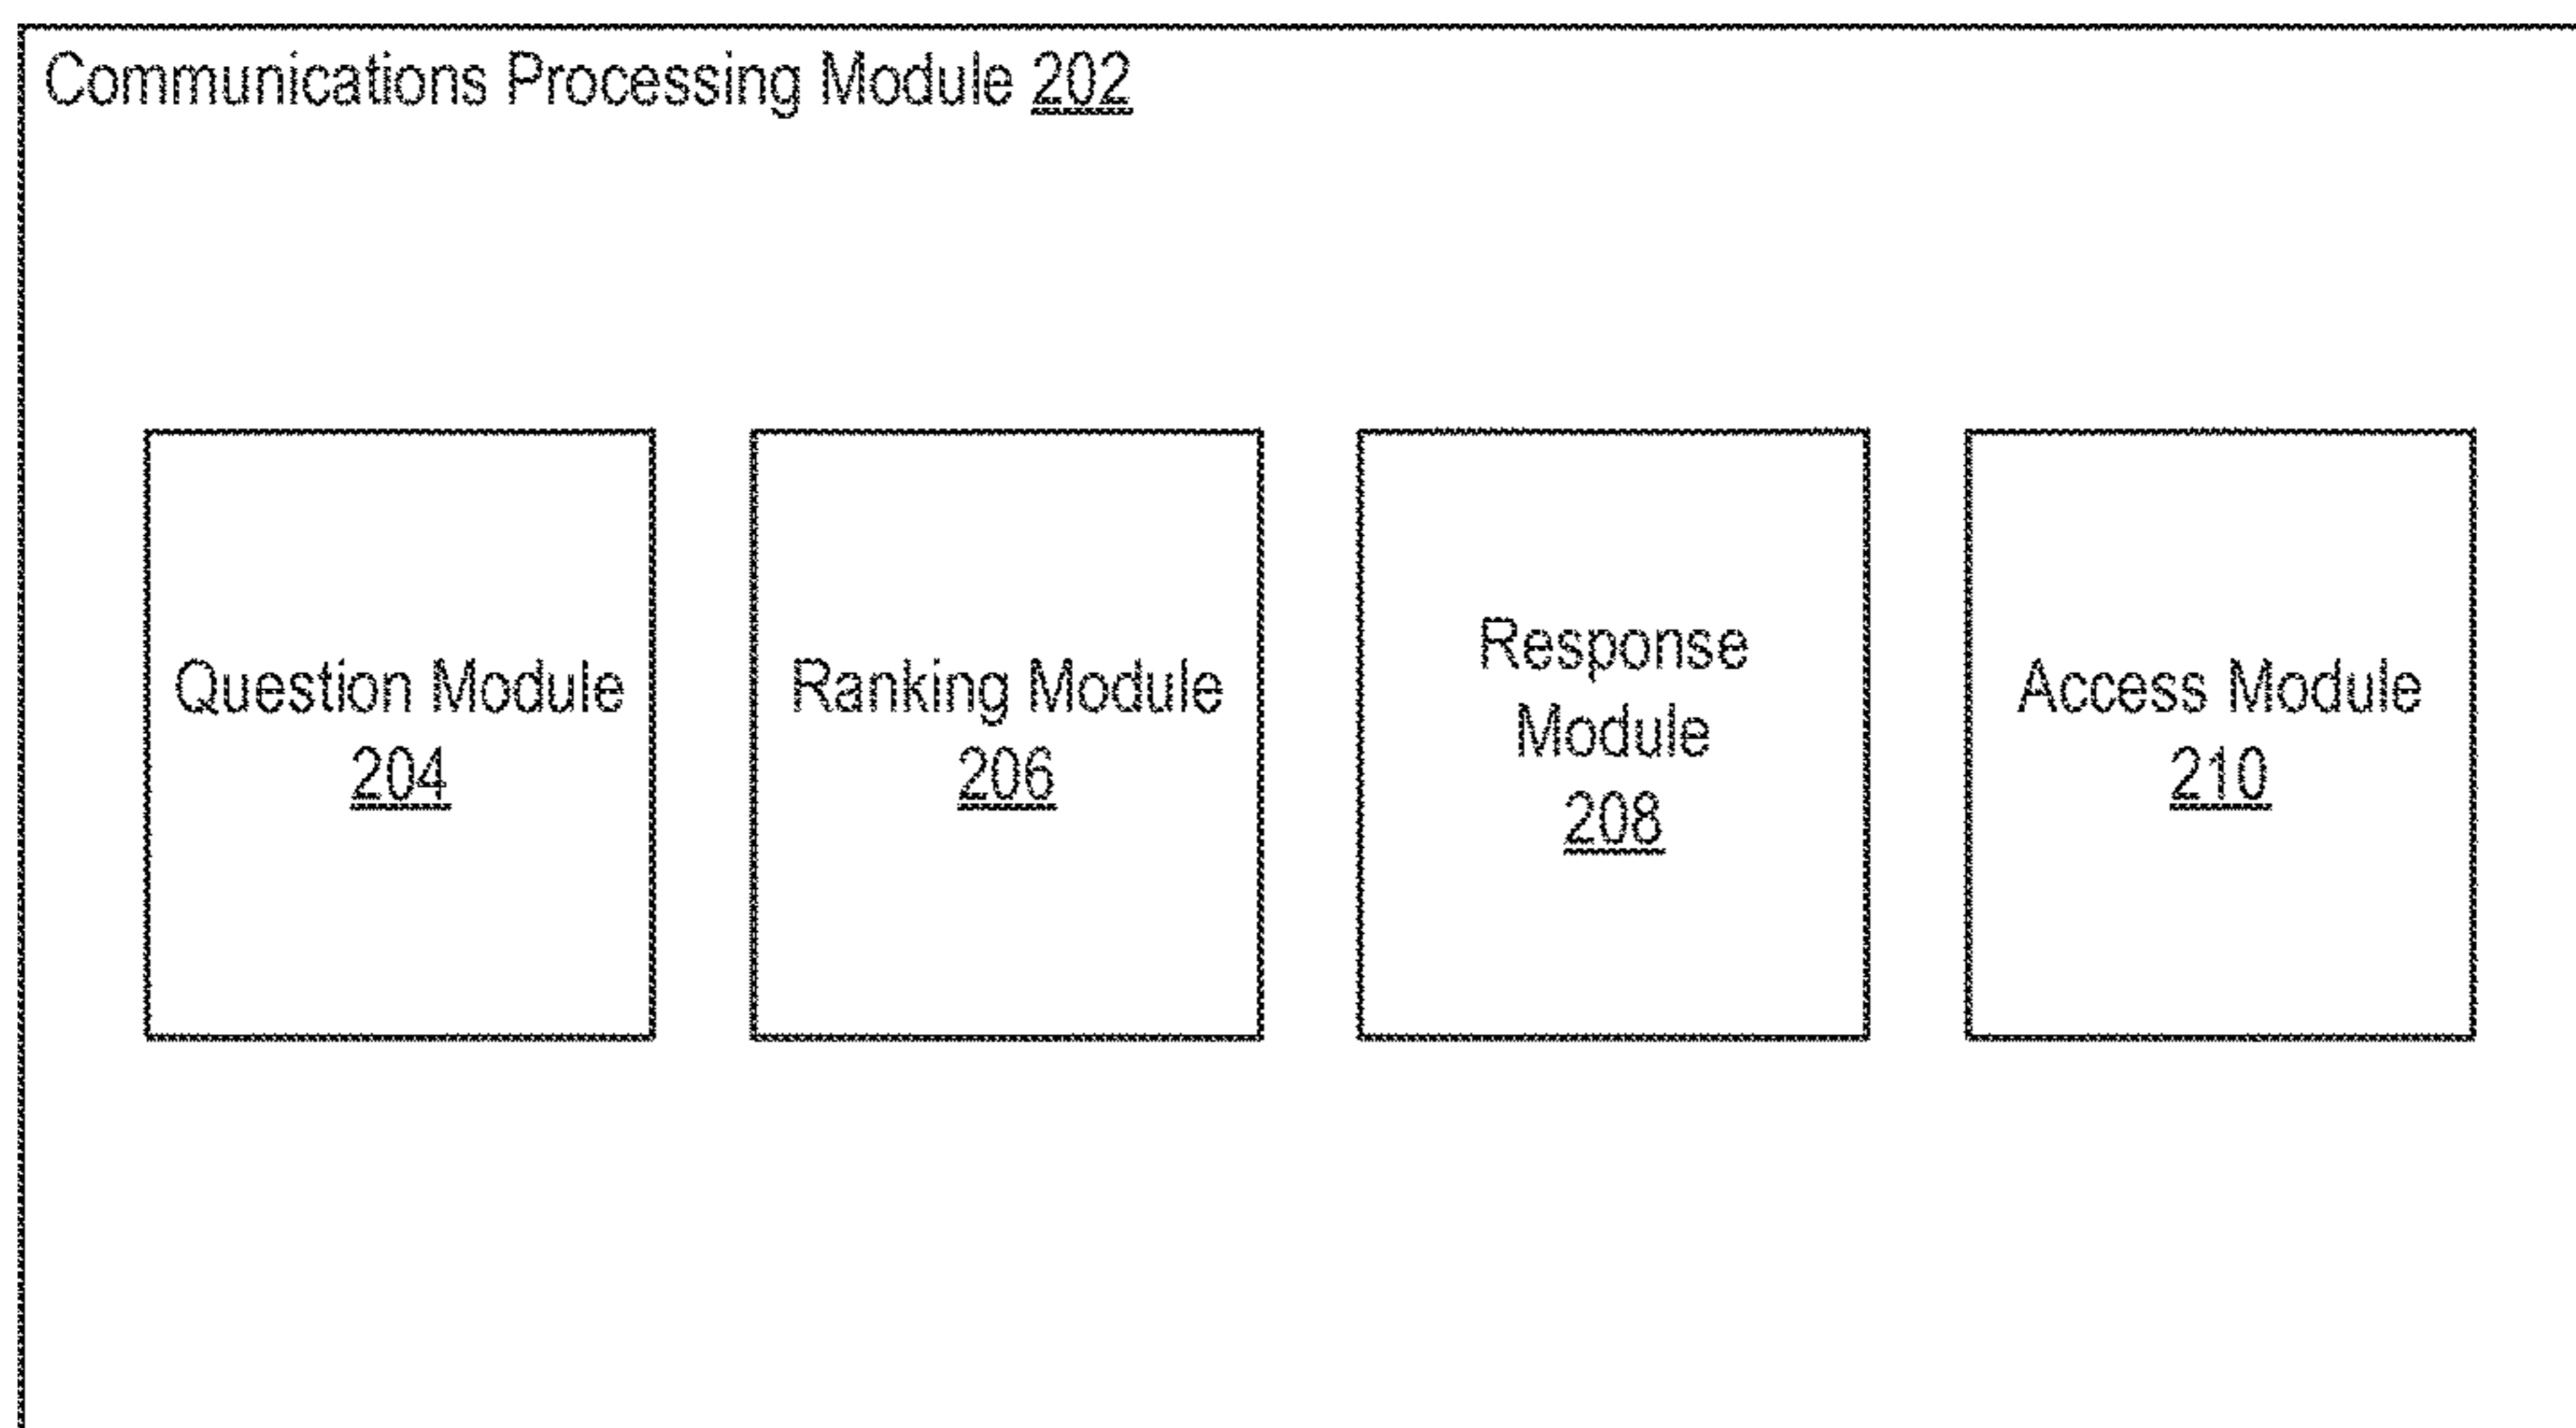 Communications Processing Module 202
Question Module
204
Ranking Module
206
Response
Module
208
Access Module
210